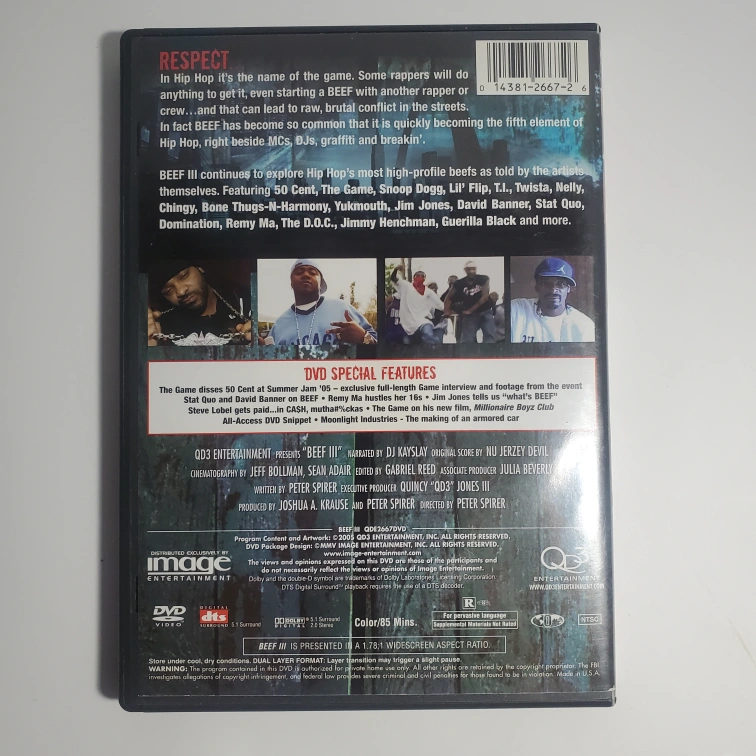 RESPECT
In Hip Hop it's the name of the game. Some rappers will do
anything to get it, even starting a BEEF with another rapper or
crew...and that can lead to raw, brutal conflict in the streets.
In fact BEEF has become so common that it is quickly becoming the fifth element of
Hip Hop, right beside MCs, DJs, graffiti and breakin'.
0 14381-2667-2 6
BEEF III continues to explore Hip Hop's most high-profile beefs as told by the artists
themselves. Featuring 50 Cent, The Game, Snoop Dogg, Lil' Flip, T.I., Twista, Nelly,
Chingy, Bone Thugs-N-Harmony, Yukmouth, Jim Jones, David Banner, Stat Quo,
Domination, Remy Ma, The D.O.C., Jimmy Henchman, Guerilla Black and more.
DVD SPECIAL FEATURES
The Game disses 50 Cent at Summer Jam '05 – exclusive full-length Game interview and footage from the event
Stat Quo and David Banner on BEEF • Remy Ma hustles her 16s • Jim Jones tells us "what's BEEF"
Steve Lobel gets paid...in CA$H, mutha#%ckas • The Game on his new film, Millionaire Boyz Club
All-Access DVD Snippet • Moonlight Industries - The making of an armored car
QD3 ENTERTAINMENT PRESENTS "BEEF III" NARRATED BY DJ KAYSLAY ORIGINAL SCORE BY NU JERZEY DEVIL
CINEMATOGRAPHY BY JEFF BOLLMAN, SEAN ADAIR EDITED BY GABRIEL REED ASSOCIATE PRODUCER JULIA BEVERLY
WRITTEN BY PETER SPIRER EXECUTIVE PRODUCER QUINCY "QD3" JONES III
PRODUCED BY JOSHUA A. KRAUSE AND PETER SPIRER DIRECTED BY PETER SPIRER
BEEF III QDE2667DVD
Program Content and Artwork: ©2005 QD3 ENTERTAINMENT, INC. ALL RIGHTS RESERVED.
DVD Package Design: ©MMV IMAGE ENTERTAINMENT, INC. ALL RIGHTS RESERVED.
www.image-entertainment.com
The views and opinions expressed on this DVD are those of the participants and
do not necessarily reflect the views or opinions of Image Entertainment.
Dolby and the double-D symbol are trademarks of Dolby Laboratories Licensing Corporation.
DTS Digital Surround™ playback requires the use of a DTS decoder.
DISTRIBUTED EXCLUSIVELY BY
image
ENTERTAINMENT
QD3
ENTERTAINMENT
WWW.QD3ENTERTAINMENT.COM
DVD
VIDEO
DIGITAL
dts
SURROUND
5.1 Surround
DOLBY
DIGITAL
5.1 Surround
2.0 Stereo
Color/85 Mins.
R
For pervasive language
Supplemental Materials Not Rated
NTSC
BEEF III IS PRESENTED IN A 1.78:1 WIDESCREEN ASPECT RATIO.
Store under cool, dry conditions. DUAL LAYER FORMAT: Layer transition may trigger a slight pause.
WARNING: The program contained in this DVD is authorized for private home use only. All other rights are retained by the copyright proprietor. The FBI
investigates allegations of copyright infringement, and federal law provides severe criminal and civil penalties for those found to be in violation. Made in U.S.A.